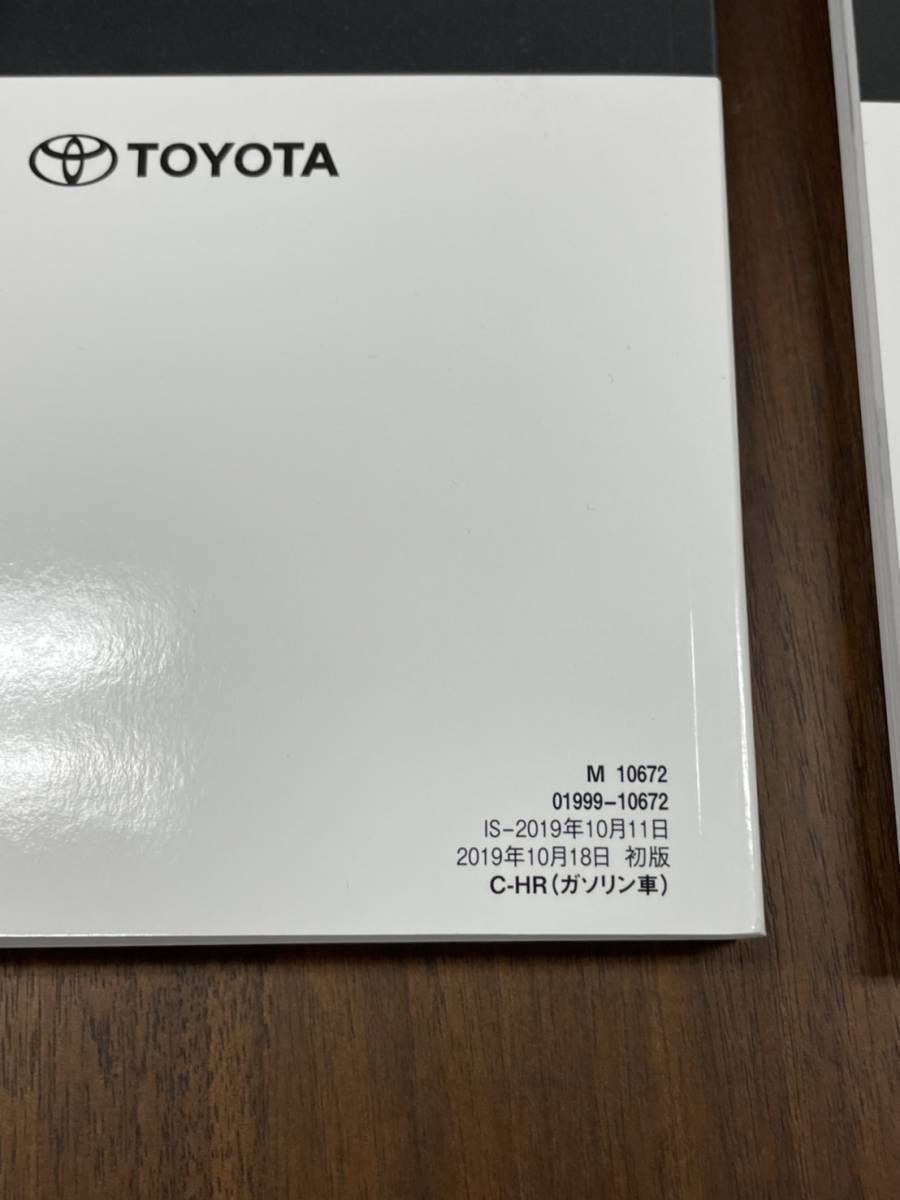 TOYOTA
M 10672
01999-10672
IS-2019年10月11日
2019年10月18日 初版
C-HR(ガソリン車)